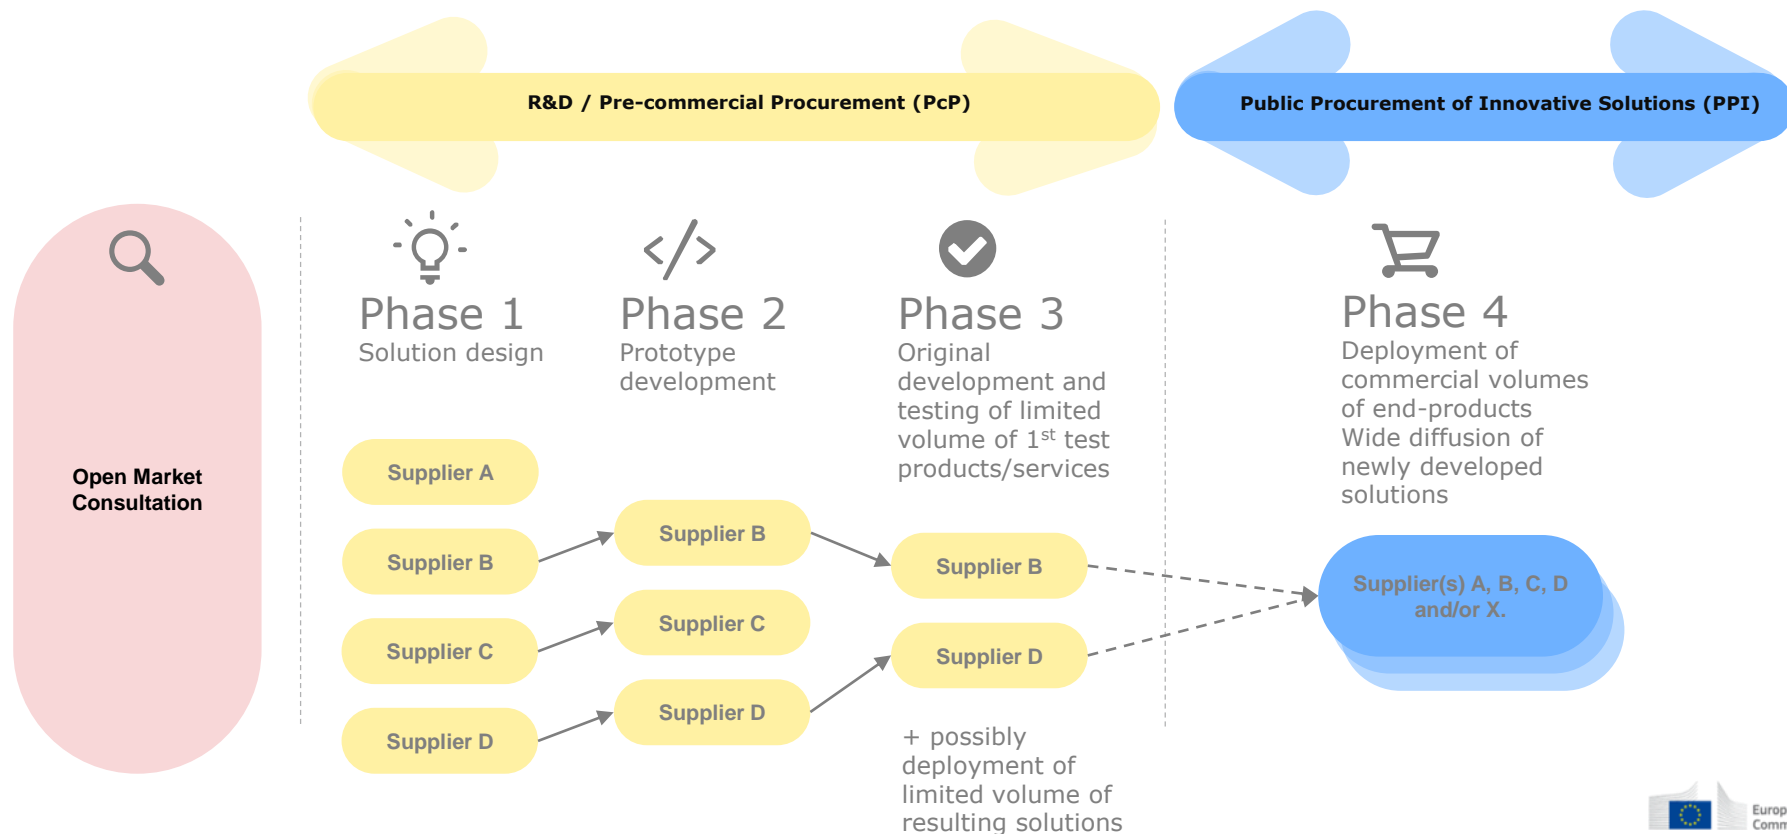 R&D / Pre-commercial Procurement (PcP)
Public Procurement of Innovative Solutions (PPI)
Open Market
Consultation
Phase 1
Solution design
Supplier A
Supplier B
Supplier C
Supplier D
Phase 2
Prototype
development
Supplier B
Supplier C
Supplier D
Phase 3
Original
development and
testing of limited
volume of 1st test
products/services
Supplier B
Supplier D
+ possibly
deployment of
limited volume of
resulting solutions
Phase 4
Deployment of
commercial volumes
of end-products
Wide diffusion of
newly developed
solutions
Supplier(s) A, B, C, D
and/or X.